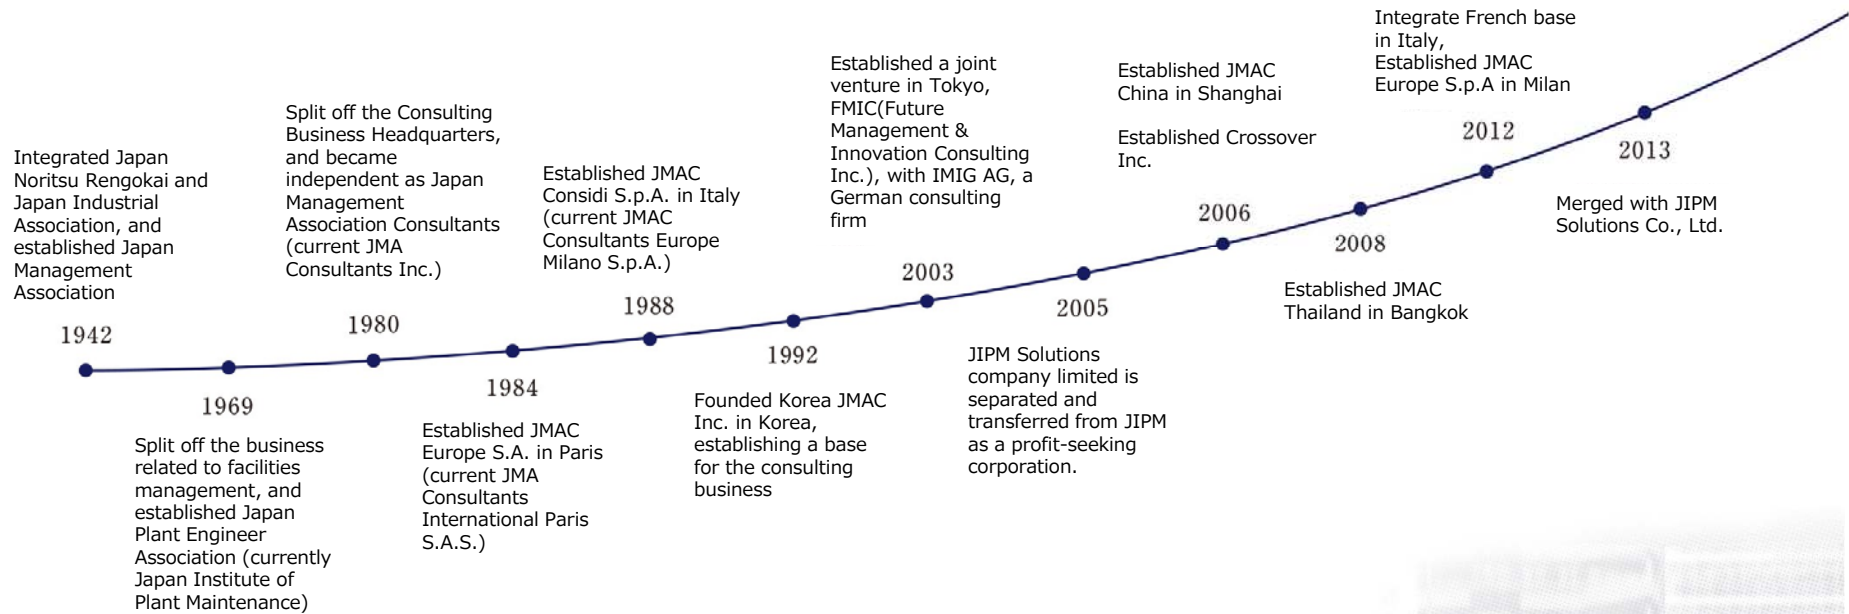 Integrated Japan
Noritsu Rengokai and
Japan Industrial
Association, and
established Japan
Management
Association
1942
1969
Split off the business
related to facilities
management, and
established Japan
Plant Engineer
Association (currently
Japan Institute of
Plant Maintenance)
Split off the Consulting
Business Headquarters,
and became
independent as Japan
Management
Association Consultants
(current JMA
Consultants Inc.)
1980
1984
Established JMAC
Europe S.A. in Paris
(current JMA
Consultants
International Paris
S.A.S.)
Established JMAC
Considi S.p.A. in Italy
(current JMAC
Consultants Europe
Milano S.p.A.)
1988
1992
Founded Korea JMAC
Inc. in Korea,
establishing a base
for the consulting
business
Established a joint
venture in Tokyo,
FMIC(Future
Management &
Innovation Consulting
Inc.), with IMIG AG, a
German consulting
firm
2003
2005
JIPM Solutions
company limited is
separated and
transferred from JIPM
as a profit-seeking
corporation.
Established JMAC
China in Shanghai
Established Crossover
Inc.
2006
2008
Established JMAC
Thailand in Bangkok
Integrate French base
in Italy,
Established JMAC
Europe S.p.A in Milan
2012
2013
Merged with JIPM
Solutions Co., Ltd.